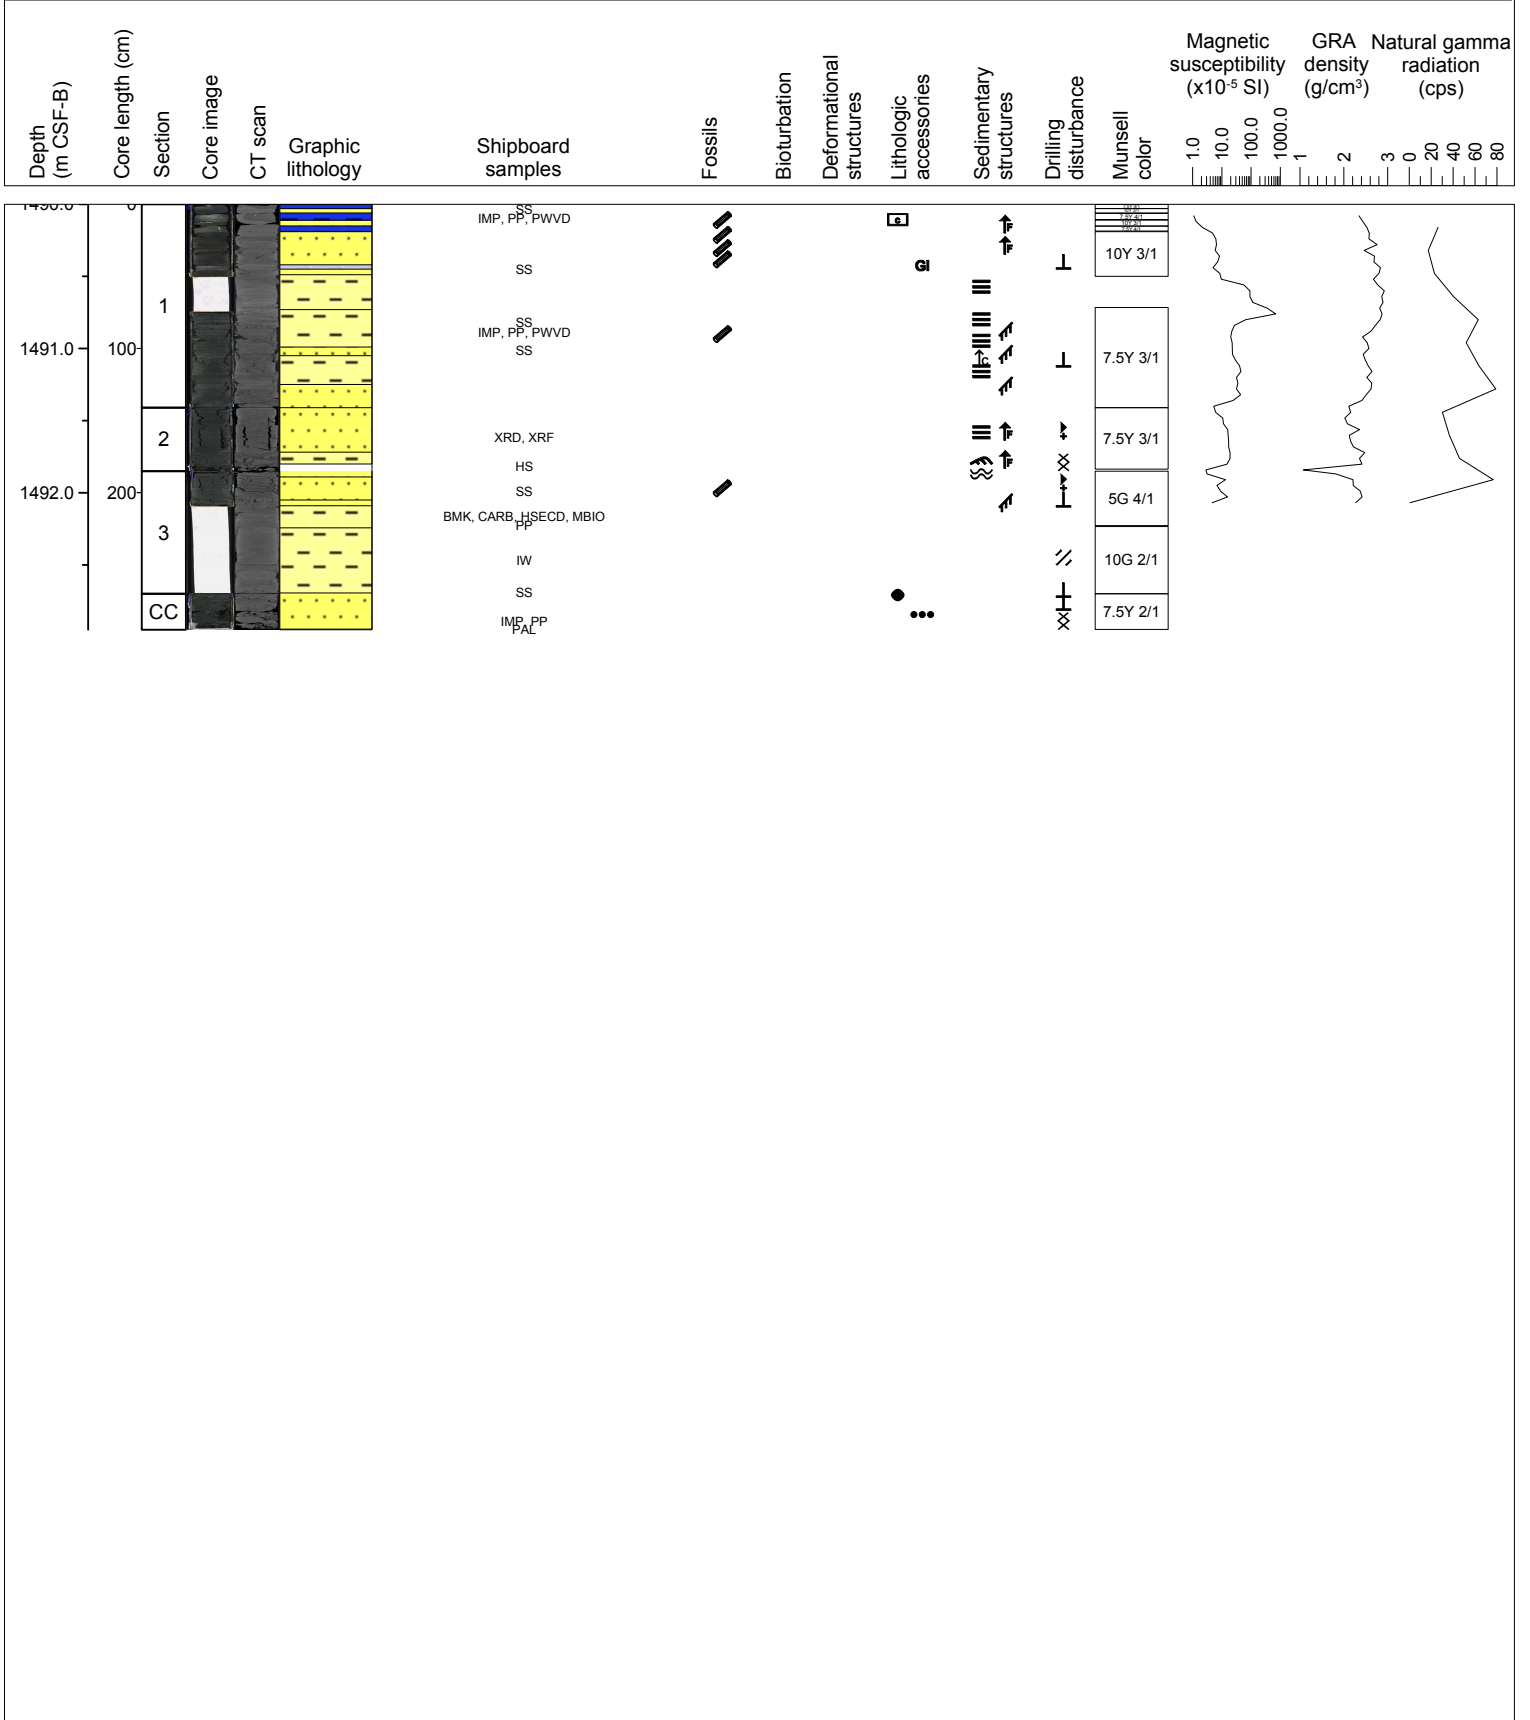 Depth
(m CSF-B)
Core length (cm)
Section
Core image
CT scan
Graphic
lithology
Shipboard
samples
Fossils
Bioturbation
Deformational
structures
Lithologic
accessories
Sedimentary
structures
Drilling
disturbance
Munsell
color
Magnetic
susceptibility
(x10⁻⁵ SI)
1.0
10.0
100.0
1000.0
GRA
density
(g/cm³)
1
2
3
Natural gamma
radiation
(cps)
0
20
40
60
80
1490.0
0
SS
IMP, PP, PWVD
c
F
F
10Y 3/1
GI
SS
1
SS
IMP, PP, PWVD
1491.0
100
SS
c
7.5Y 3/1
2
XRD, XRF
F
7.5Y 3/1
HS
F
1492.0
200
SS
5G 4/1
BMK, CARB, HSECD, MBIO
PP
3
IW
10G 2/1
SS
CC
7.5Y 2/1
IMP, PP
PAL